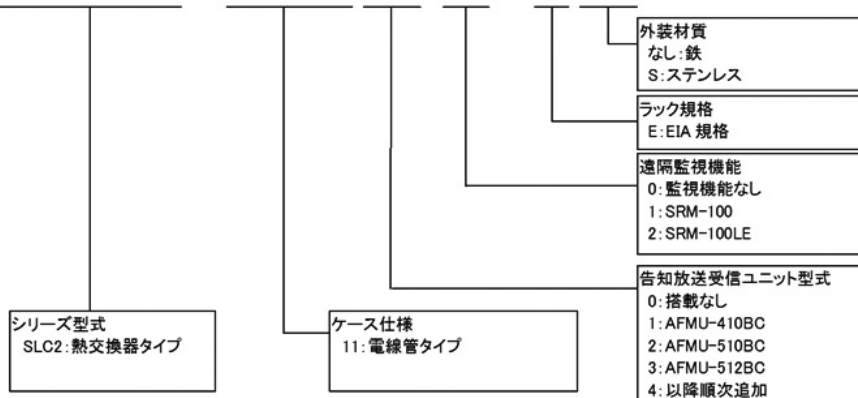 外装材質
なし:鉄
S:ステンレス
ラック規格
E:EIA 規格
遠隔監視機能
0:監視機能なし
1:SRM-100
2:SRM-100LE
告知放送受信ユニット型式
0:搭載なし
1:AFMU-410BC
2:AFMU-510BC
3:AFMU-512BC
4:以降順次追加
シリーズ型式
SLC2:熱交換器タイプ
ケース仕様
11:電線管タイプ